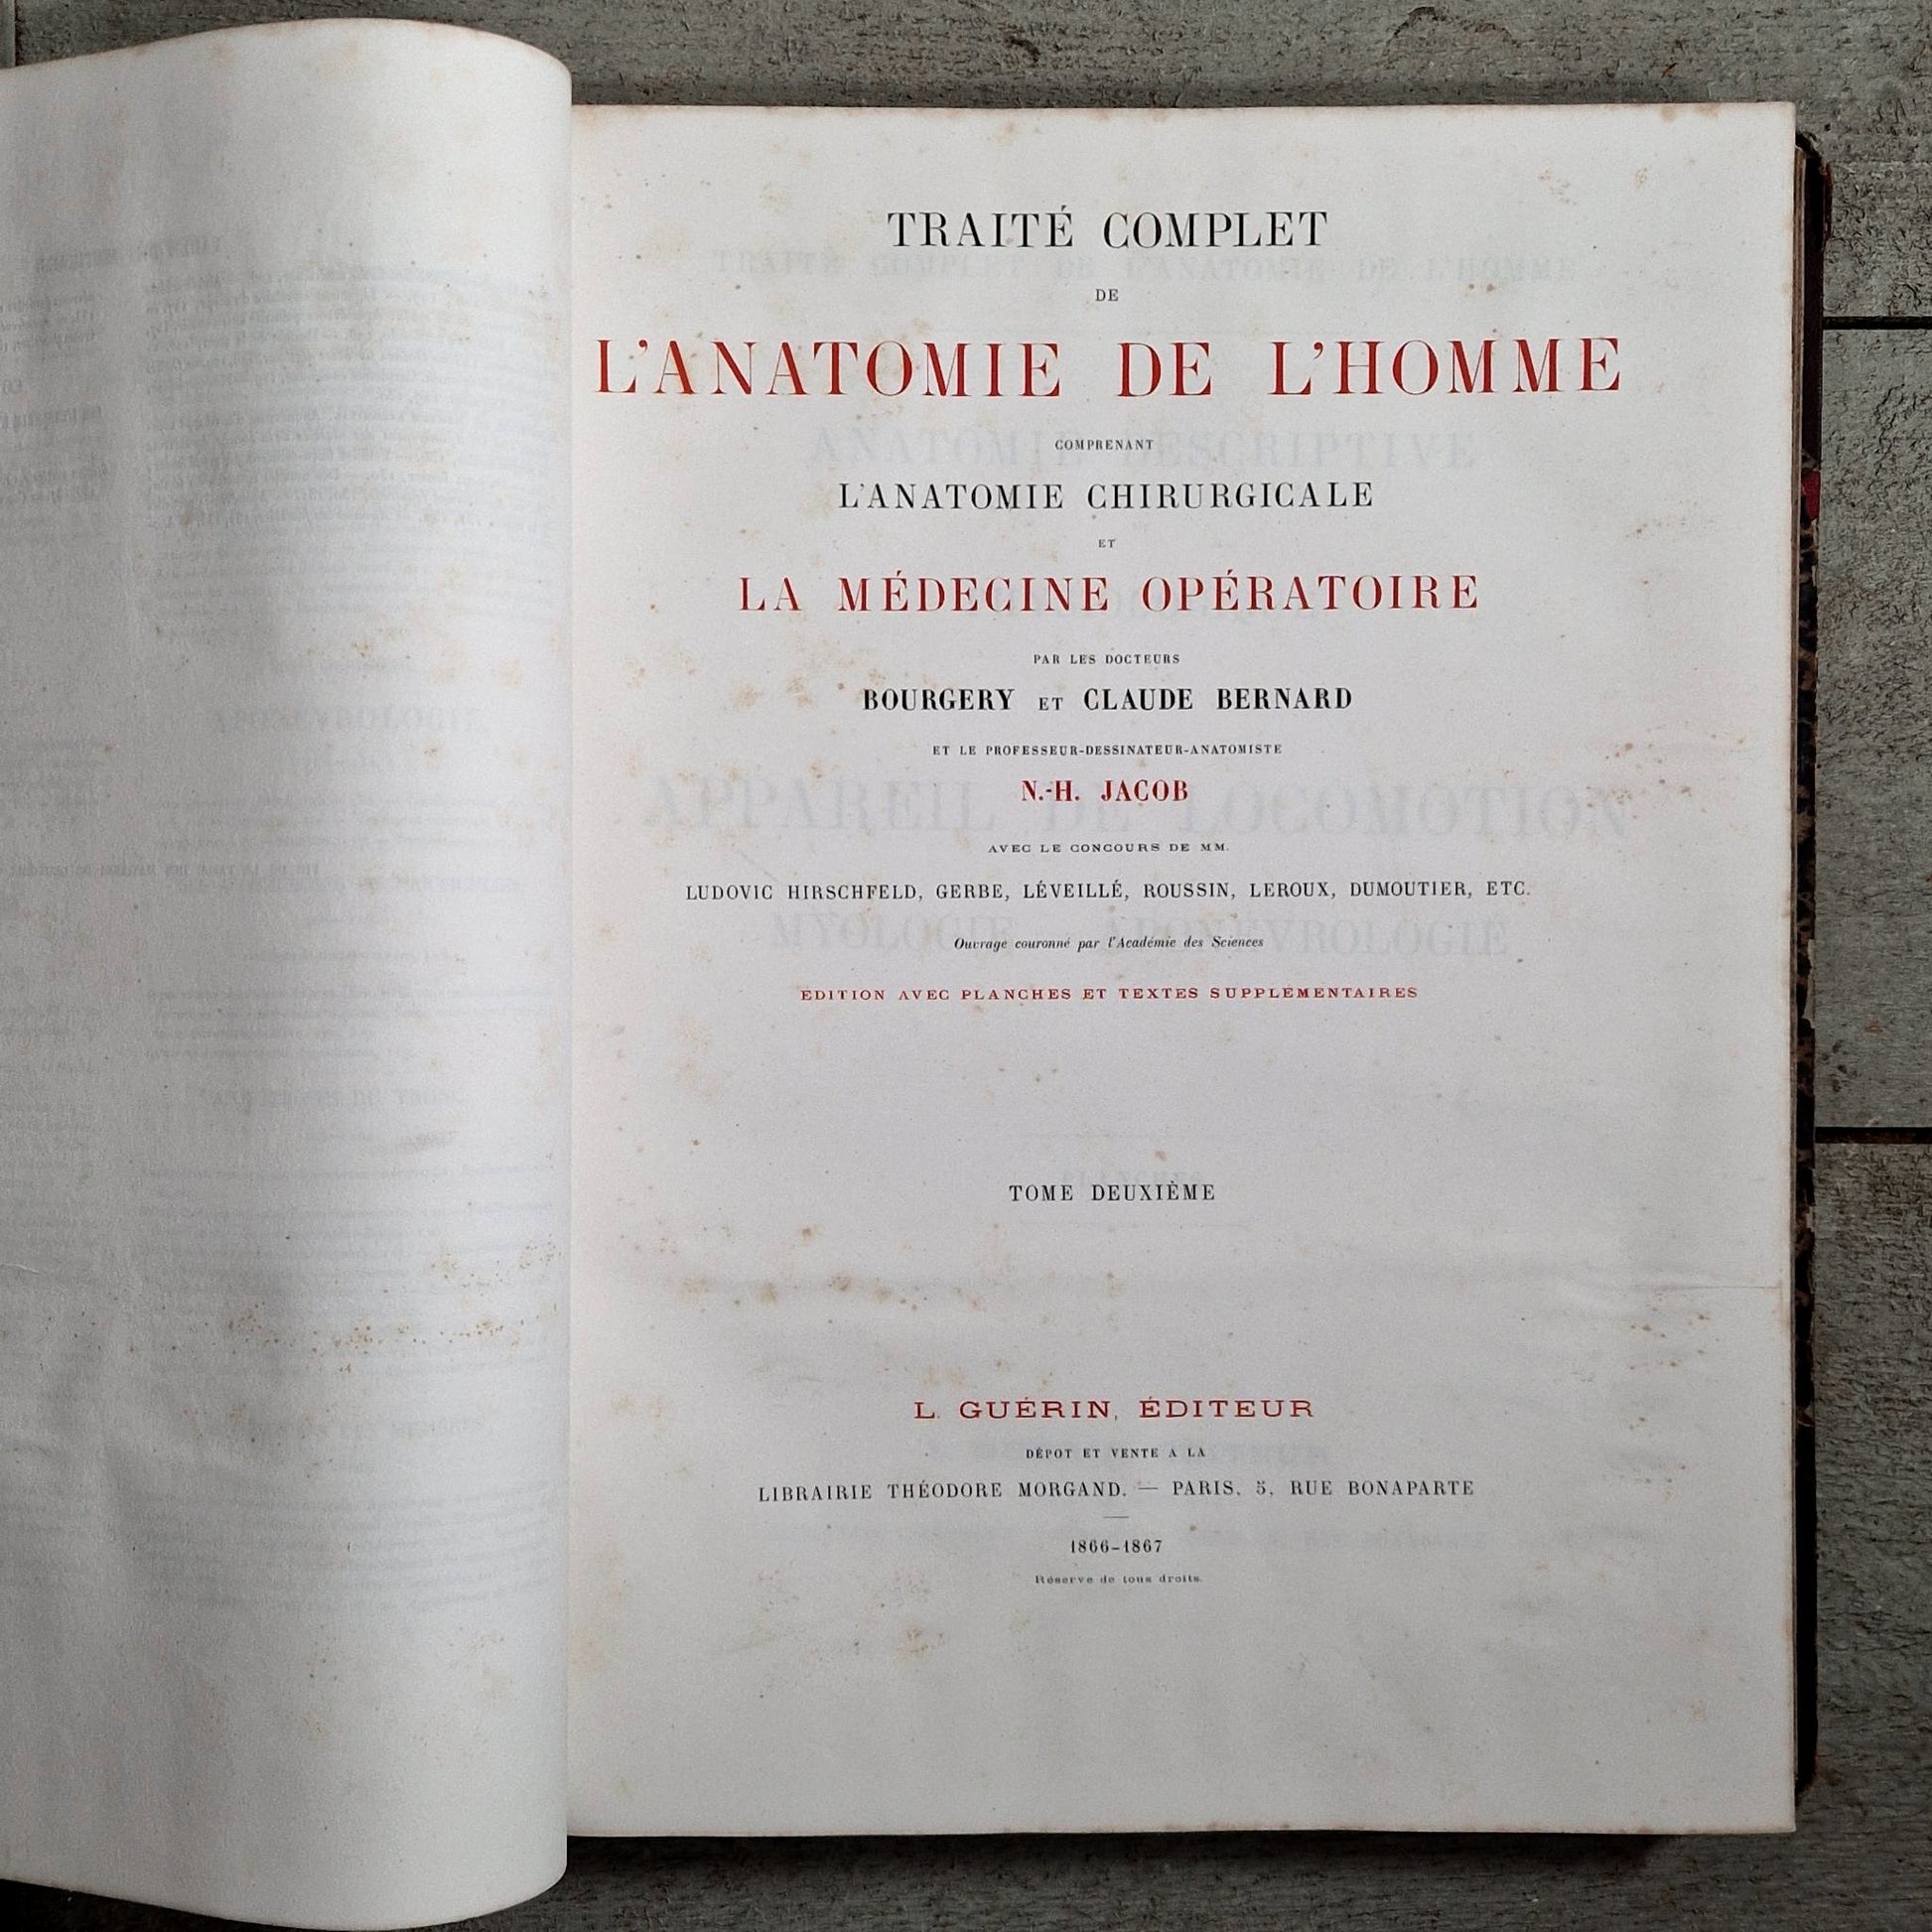 TRAITÉ COMPLET
DE
L'ANATOMIE DE L'HOMME
COMPRENANT
L'ANATOMIE CHIRURGICALE
ET
LA MÉDECINE OPÉRATOIRE
PAR LES DOCTEURS
BOURGERY ET CLAUDE BERNARD
ET LE PROFESSEUR-DESSINATEUR-ANATOMISTE
N.-H. JACOB
AVEC LE CONCOURS DE MM.
LUDOVIC HIRSCHFELD, GERBE, LÉVEILLÉ, ROUSSIN, LEROUX, DUMOUTIER, ETC.
Ouvrage couronné par l'Académie des Sciences
EDITION AVEC PLANCHES ET TEXTES SUPPLÉMENTAIRES
TOME DEUXIÈME
L. GUÉRIN, ÉDITEUR
DÉPOT ET VENTE A LA
LIBRAIRIE THÉODORE MORGAND. — PARIS, 5, RUE BONAPARTE
1866-1867
Réserve de tous droits.